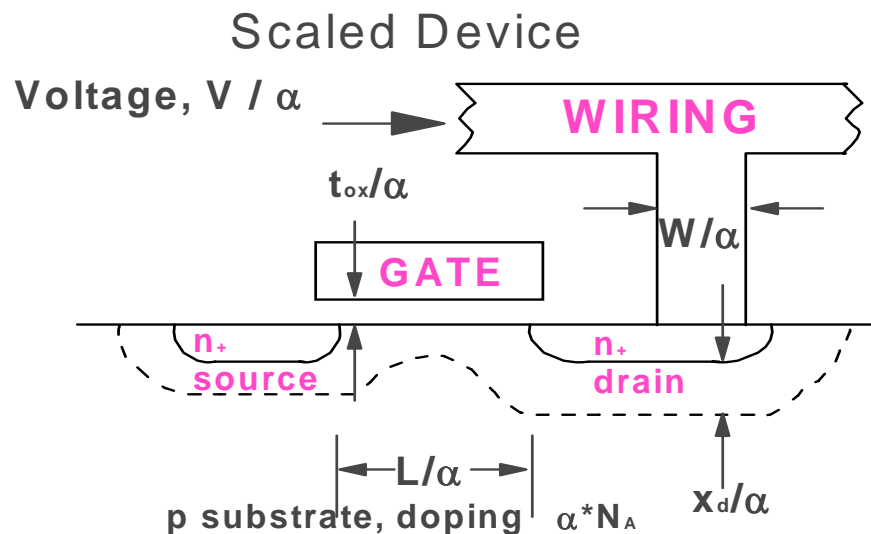 Scaled Device
Voltage, V / α
WIRING
tox/α
W/α
GATE
n+
n+
source
drain
L/α
xd/α
p substrate, doping α*NA